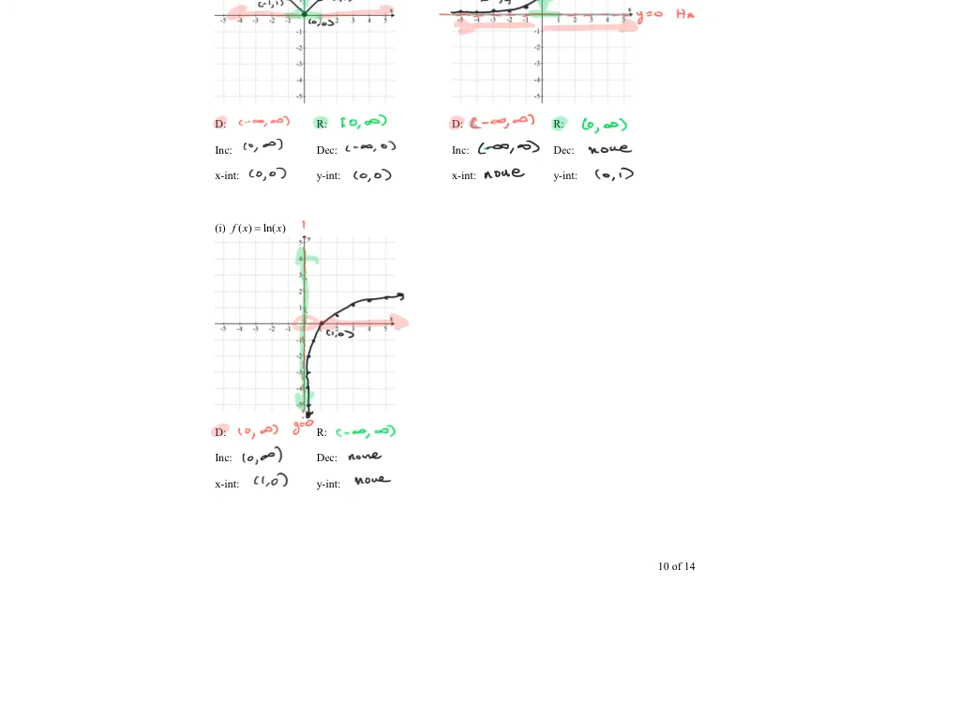 (-1,1)
(0,0)
y=0 HA
D: (-∞,∞) R: [0,∞)
Inc: (0,∞) Dec: (-∞,0)
x-int: (0,0) y-int: (0,0)
D: (-∞,∞) R: (0,∞)
Inc: (-∞,∞) Dec: none
x-int: none y-int: (0,1)
(i) f(x) = ln(x)
(1,0)
y=0
D: (0,∞) R: (-∞,∞)
Inc: (0,∞) Dec: none
x-int: (1,0) y-int: none
10 of 14